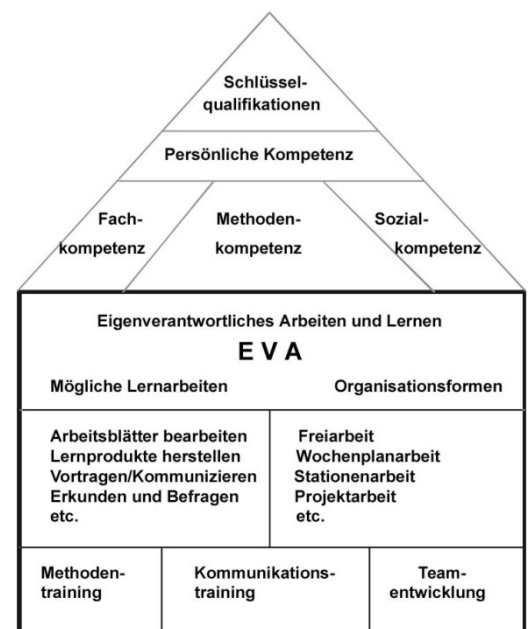 Schlüssel-
qualifikationen
Persönliche Kompetenz
Fach-
kompetenz
Methoden-
kompetenz
Sozial-
kompetenz
Eigenverantwortliches Arbeiten und Lernen
E V A
Mögliche Lernarbeiten
Organisationsformen
Arbeitsblätter bearbeiten
Lernprodukte herstellen
Vortragen/Kommunizieren
Erkunden und Befragen
etc.
Freiarbeit
Wochenplanarbeit
Stationenarbeit
Projektarbeit
etc.
Methoden-
training
Kommunikations-
training
Team-
entwicklung